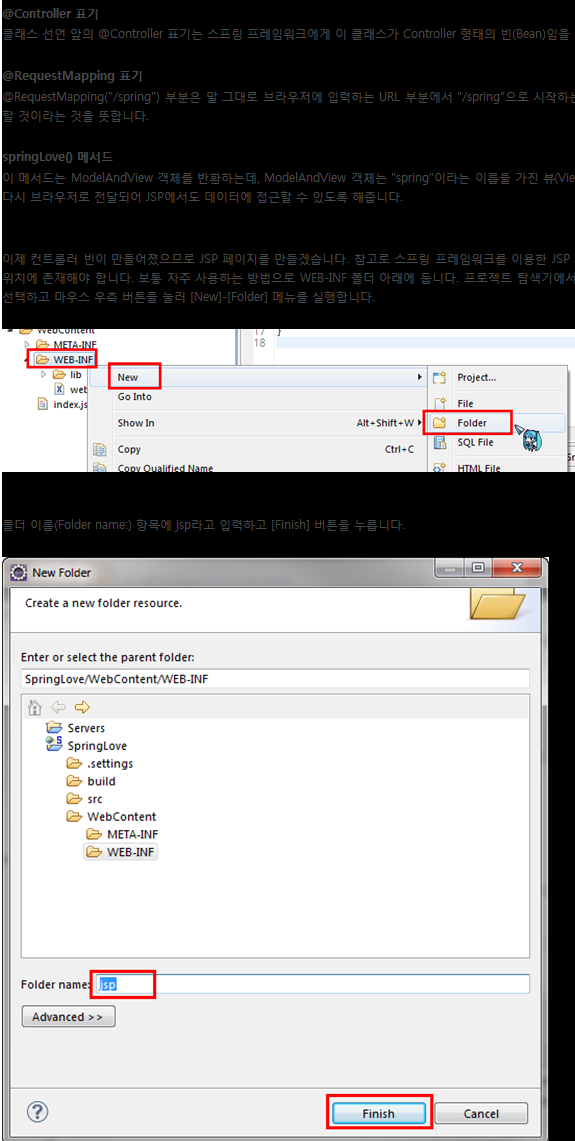 @Controller 표기
클래스 선언 앞의 @Controller 표기는 스프링 프레임워크에게 이 클래스가 Controller 형태의 빈(Bean)임을
@RequestMapping 표기
@RequestMapping("/spring") 부분은 말 그대로 브라우저에 입력하는 URL 부분에서 "/spring"으로 시작하는
할 것이라는 것을 뜻합니다.
springLove() 메서드
이 메서드는 ModelAndView 객체를 반환하는데, ModelAndView 객체는 "spring"이라는 이름을 가진 뷰(Vie
다시 브라우저로 전달되어 JSP에서도 데이터에 접근할 수 있도록 해줍니다.
이제 컨트롤러 빈이 만들어졌으므로 JSP 페이지를 만들겠습니다. 참고로 스프링 프레임워크를 이용한 JSP
위치에 존재해야 합니다. 보통 자주 사용하는 방법으로 WEB-INF 폴더 아래에 둡니다. 프로젝트 탐색기에서
선택하고 마우스 우측 버튼을 눌러 [New]-[Folder] 메뉴를 실행합니다.
WebContent
META-INF
WEB-INF
lib
web
index.js
17 }
18
New
Go Into
Show In Alt+Shift+W
Copy Ctrl+C
Copy Qualified Name
Project...
File
Folder
SQL File
HTML File
폴더 이름(Folder name:) 항목에 jsp라고 입력하고 [Finish] 버튼을 누릅니다.
New Folder
Create a new folder resource.
Enter or select the parent folder:
SpringLove/WebContent/WEB-INF
Servers
SpringLove
.settings
build
src
WebContent
META-INF
WEB-INF
Folder name: jsp
Advanced >>
Finish Cancel